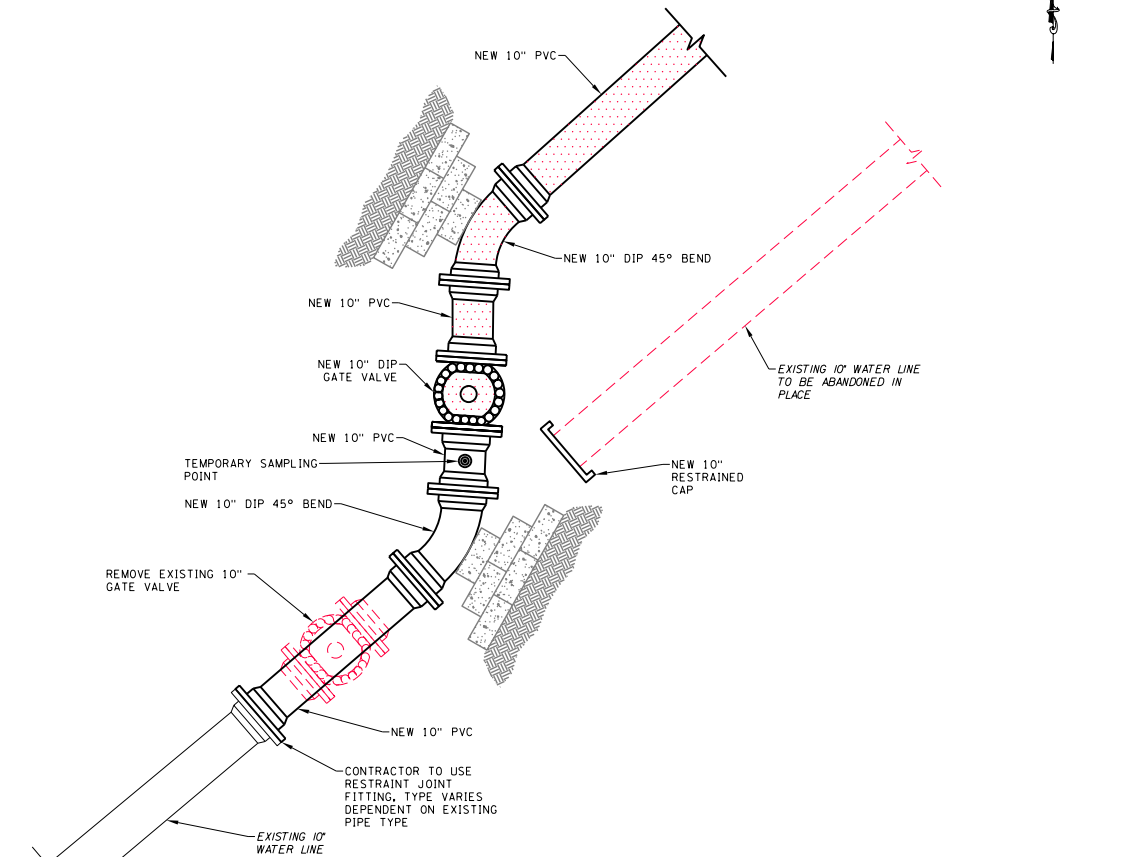 NEW 10" PVC
NEW 10" DIP 45° BEND
NEW 10" PVC
NEW 10" DIP
GATE VALVE
EXISTING 10" WATER LINE
TO BE ABANDONED IN
PLACE
NEW 10" PVC
TEMPORARY SAMPLING
POINT
NEW 10"
RESTRAINED
CAP
NEW 10" DIP 45° BEND
REMOVE EXISTING 10"
GATE VALVE
NEW 10" PVC
CONTRACTOR TO USE
RESTRAINT JOINT
FITTING, TYPE VARIES
DEPENDENT ON EXISTING
PIPE TYPE
EXISTING 10"
WATER LINE